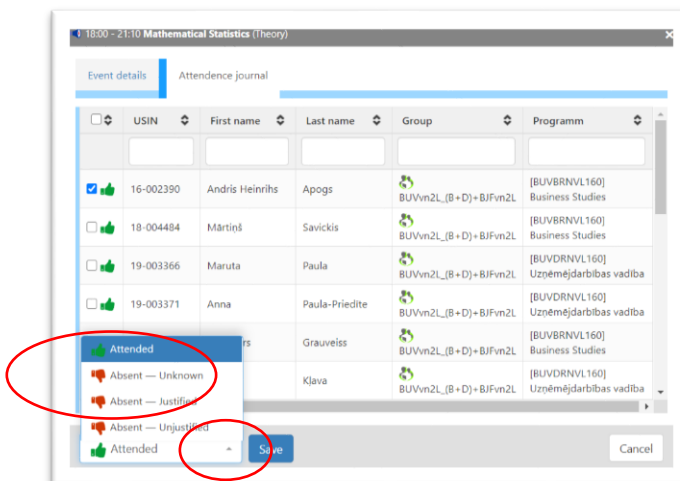 18:00 - 21:10 Mathematical Statistics (Theory)
×
Event details
Attendence journal
USIN
First name
Last name
Group
Programm
16-002390
Andris Heinrihs
Apogs
BUVvn2L_(B+D)+BJFvn2L
[BUVBRNVL160]
Business Studies
18-004484
Mārtiņš
Savickis
BUVvn2L_(B+D)+BJFvn2L
[BUVBRNVL160]
Business Studies
19-003366
Maruta
Paula
BUVvn2L_(B+D)+BJFvn2L
[BUVDRNVL160]
Uzņēmējdarbības vadība
19-003371
Anna
Paula-Priedīte
BUVvn2L_(B+D)+BJFvn2L
[BUVDRNVL160]
Uzņēmējdarbības vadība
rs
Grauveiss
BUVvn2L_(B+D)+BJFvn2L
[BUVBRNVL160]
Business Studies
Kļava
BUVvn2L_(B+D)+BJFvn2L
[BUVDRNVL160]
Uzņēmējdarbības vadība
Attended
Absent — Unknown
Absent — Justified
Absent — Unjustified
Attended
Save
Cancel